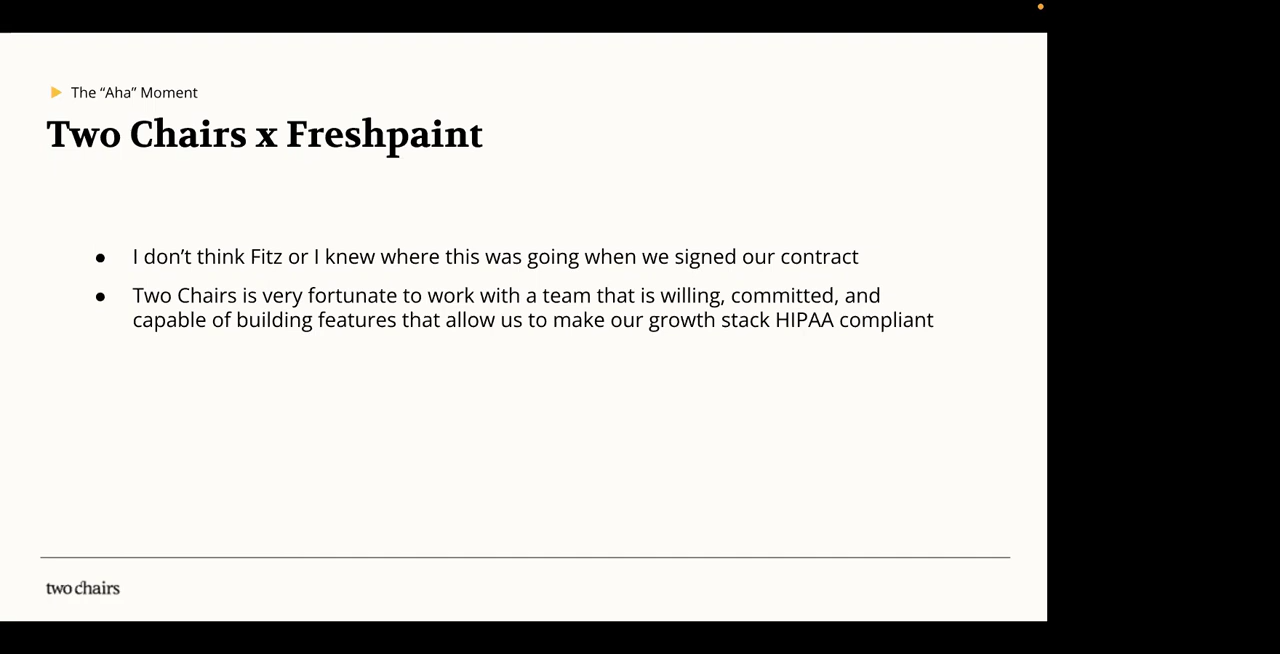 The “Aha” Moment
Two Chairs x Freshpaint
● I don’t think Fitz or I knew where this was going when we signed our contract
● Two Chairs is very fortunate to work with a team that is willing, committed, and
capable of building features that allow us to make our growth stack HIPAA compliant
two chairs